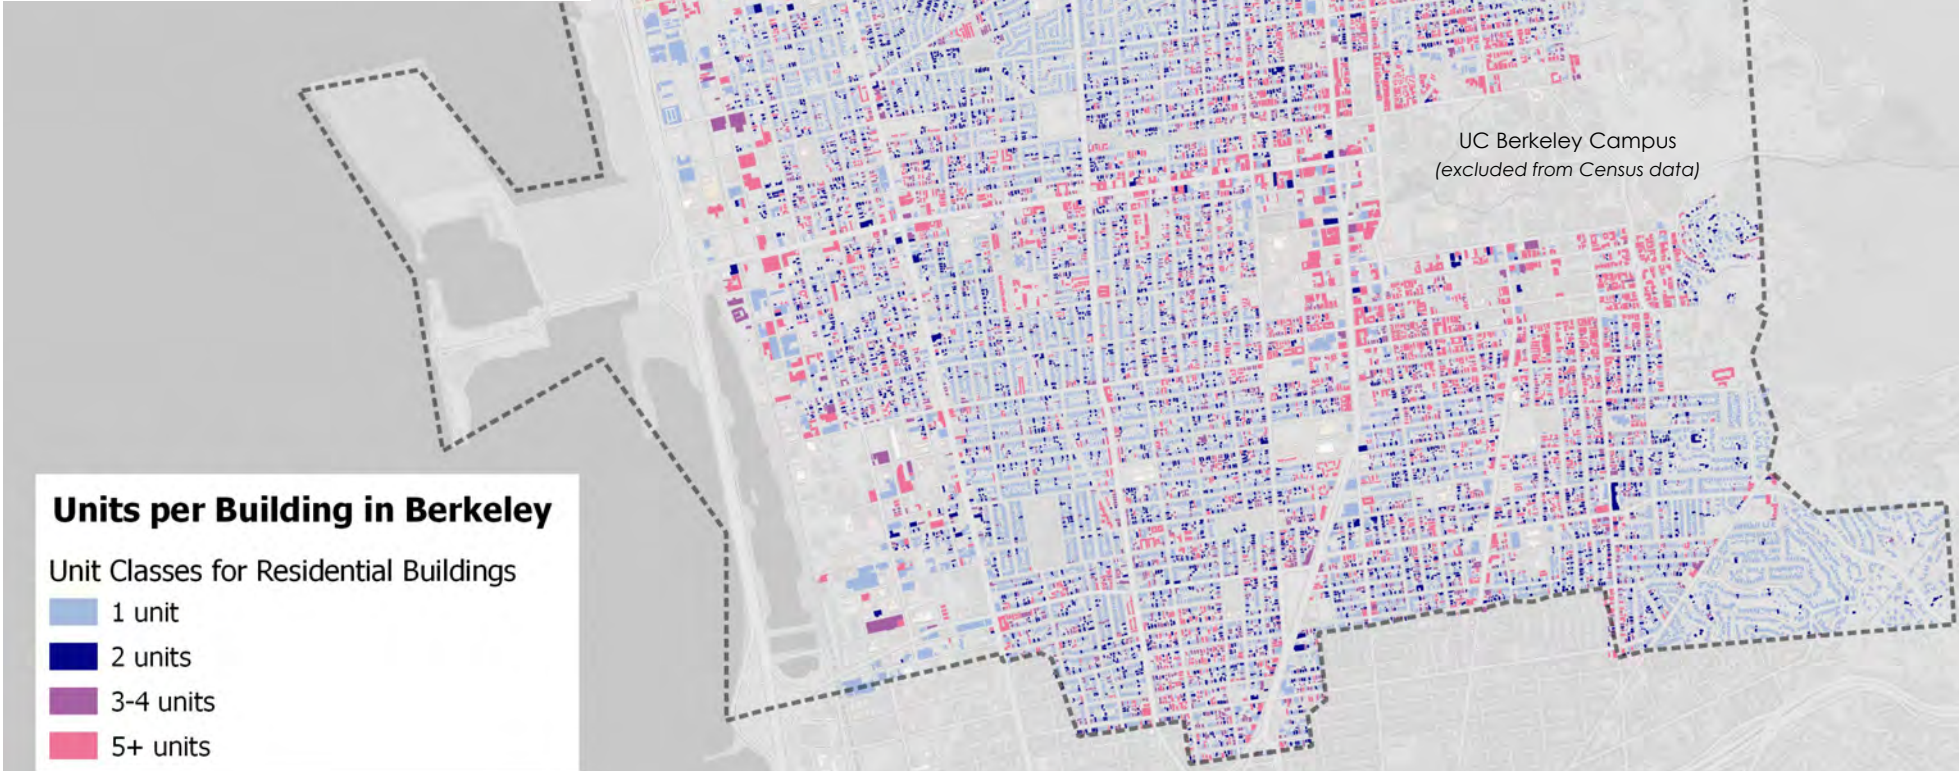 UC Berkeley Campus
(excluded from Census data)
Units per Building in Berkeley
Unit Classes for Residential Buildings
1 unit
2 units
3-4 units
5+ units